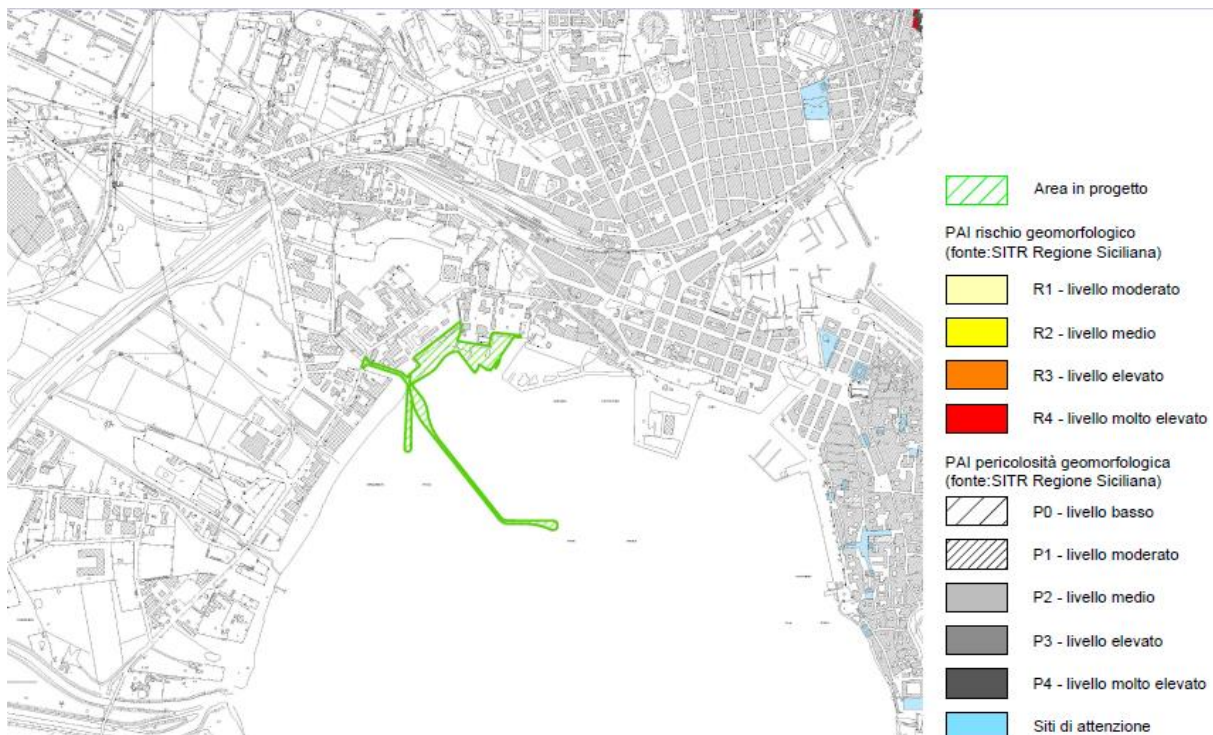 Area in progetto
PAI rischio geomorfologico
(fonte:SITR Regione Siciliana)
R1 - livello moderato
R2 - livello medio
R3 - livello elevato
R4 - livello molto elevato
PAI pericolosità geomorfologica
(fonte:SITR Regione Siciliana)
P0 - livello basso
P1 - livello moderato
P2 - livello medio
P3 - livello elevato
P4 - livello molto elevato
Siti di attenzione